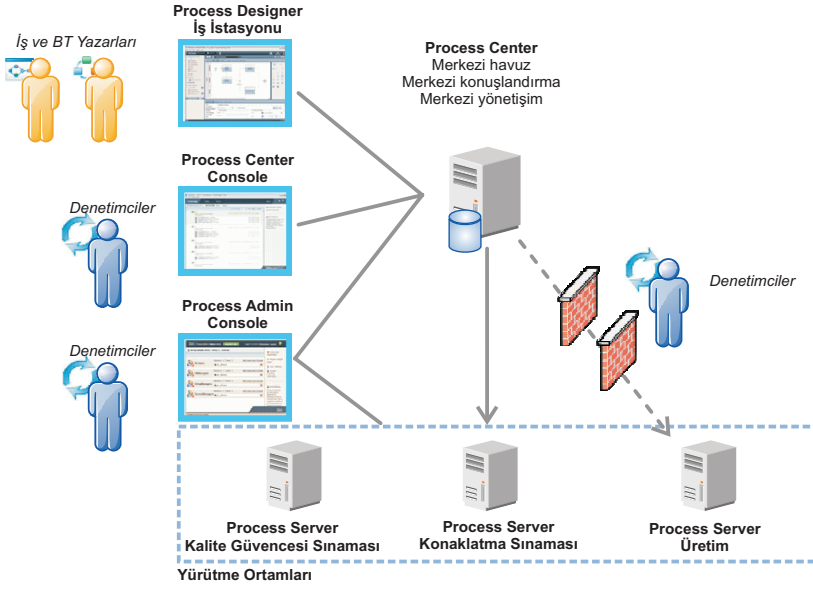 Process Designer
İş İstasyonu
İş ve BT Yazarları
Process Center
Merkezi havuz
Merkezi konuşlandırma
Merkezi yönetişim
Process Center
Console
Denetimciler
Denetimciler
Process Admin
Console
Denetimciler
Process Server
Kalite Güvencesi Sınaması
Process Server
Konaklatma Sınaması
Process Server
Üretim
Yürütme Ortamları